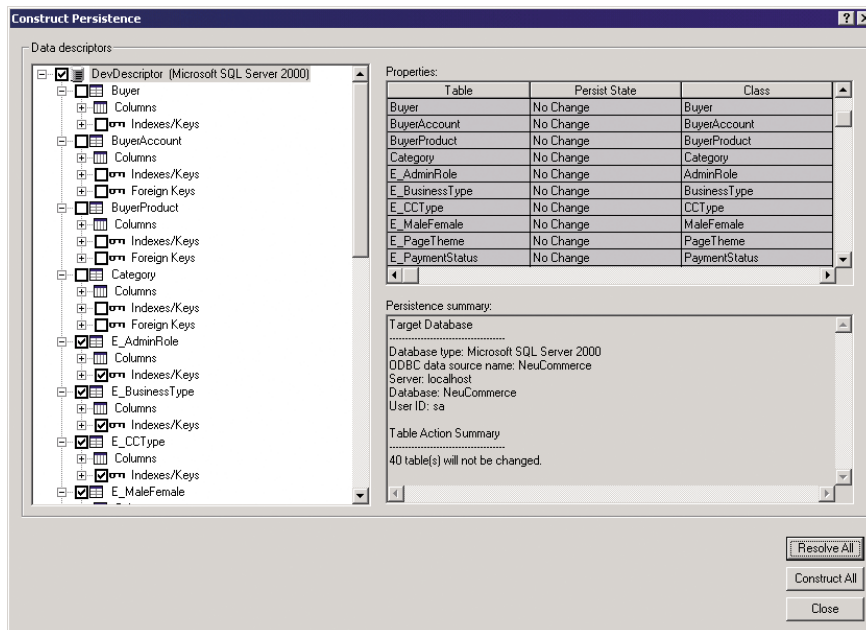 Construct Persistence
Data descriptors
DevDescriptor (Microsoft SQL Server 2000)
Buyer
Columns
Indexes/Keys
BuyerAccount
Columns
Indexes/Keys
Foreign Keys
BuyerProduct
Columns
Indexes/Keys
Foreign Keys
Category
Columns
Indexes/Keys
Foreign Keys
E_AdminRole
Columns
Indexes/Keys
E_BusinessType
Columns
Indexes/Keys
E_CCType
Columns
Indexes/Keys
E_MaleFemale
Properties:
Table Persist State Class
Buyer No Change Buyer
BuyerAccount No Change BuyerAccount
BuyerProduct No Change BuyerProduct
Category No Change Category
E_AdminRole No Change AdminRole
E_BusinessType No Change BusinessType
E_CCType No Change CCType
E_MaleFemale No Change MaleFemale
E_PageTheme No Change PageTheme
E_PaymentStatus No Change PaymentStatus
Persistence summary:
Target Database
------------------------------------
Database type: Microsoft SQL Server 2000
ODBC data source name: NeuCommerce
Server: localhost
Database: NeuCommerce
User ID: sa
Table Action Summary
------------------------------------
40 table(s) will not be changed.
Resolve All
Construct All
Close